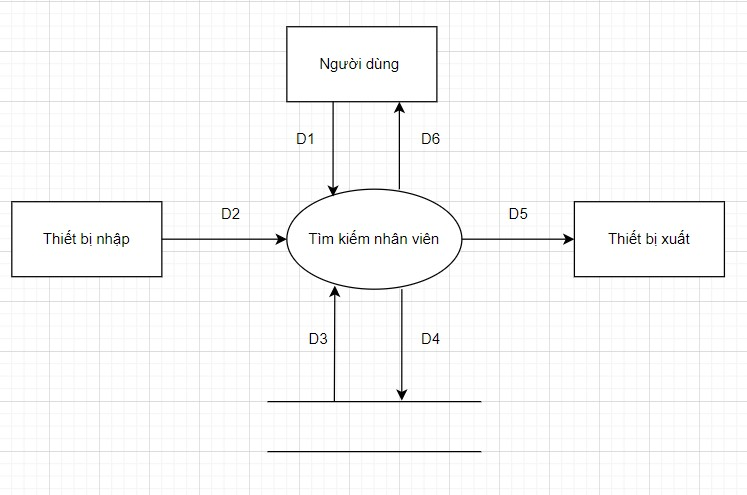 Người dùng
D1
D6
D2
D5
Thiết bị nhập
Tìm kiếm nhân viên
Thiết bị xuất
D3
D4